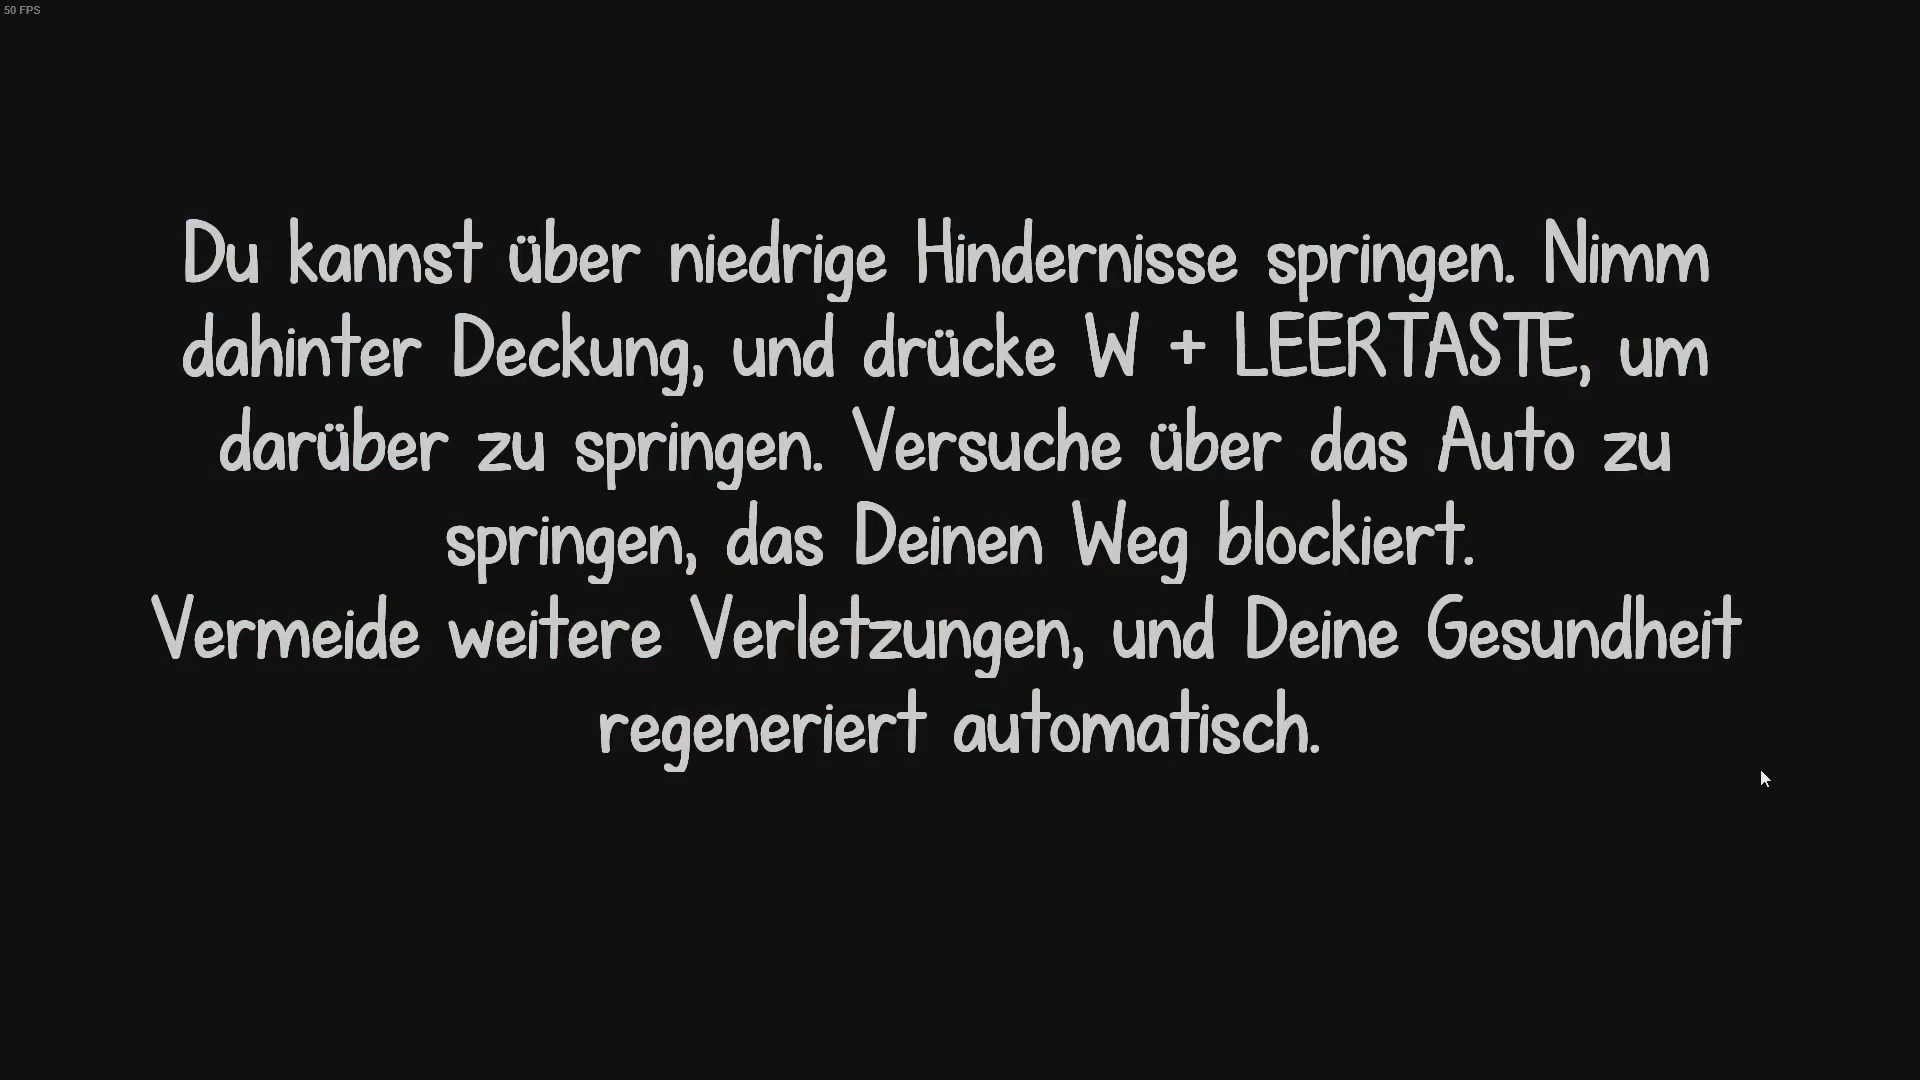 50 FPS
Du kannst über niedrige Hindernisse springen. Nimm
dahinter Deckung, und drücke W + LEERTASTE, um
darüber zu springen. Versuche über das Auto zu
springen, das Deinen Weg blockiert.
Vermeide weitere Verletzungen, und Deine Gesundheit
regeneriert automatisch.